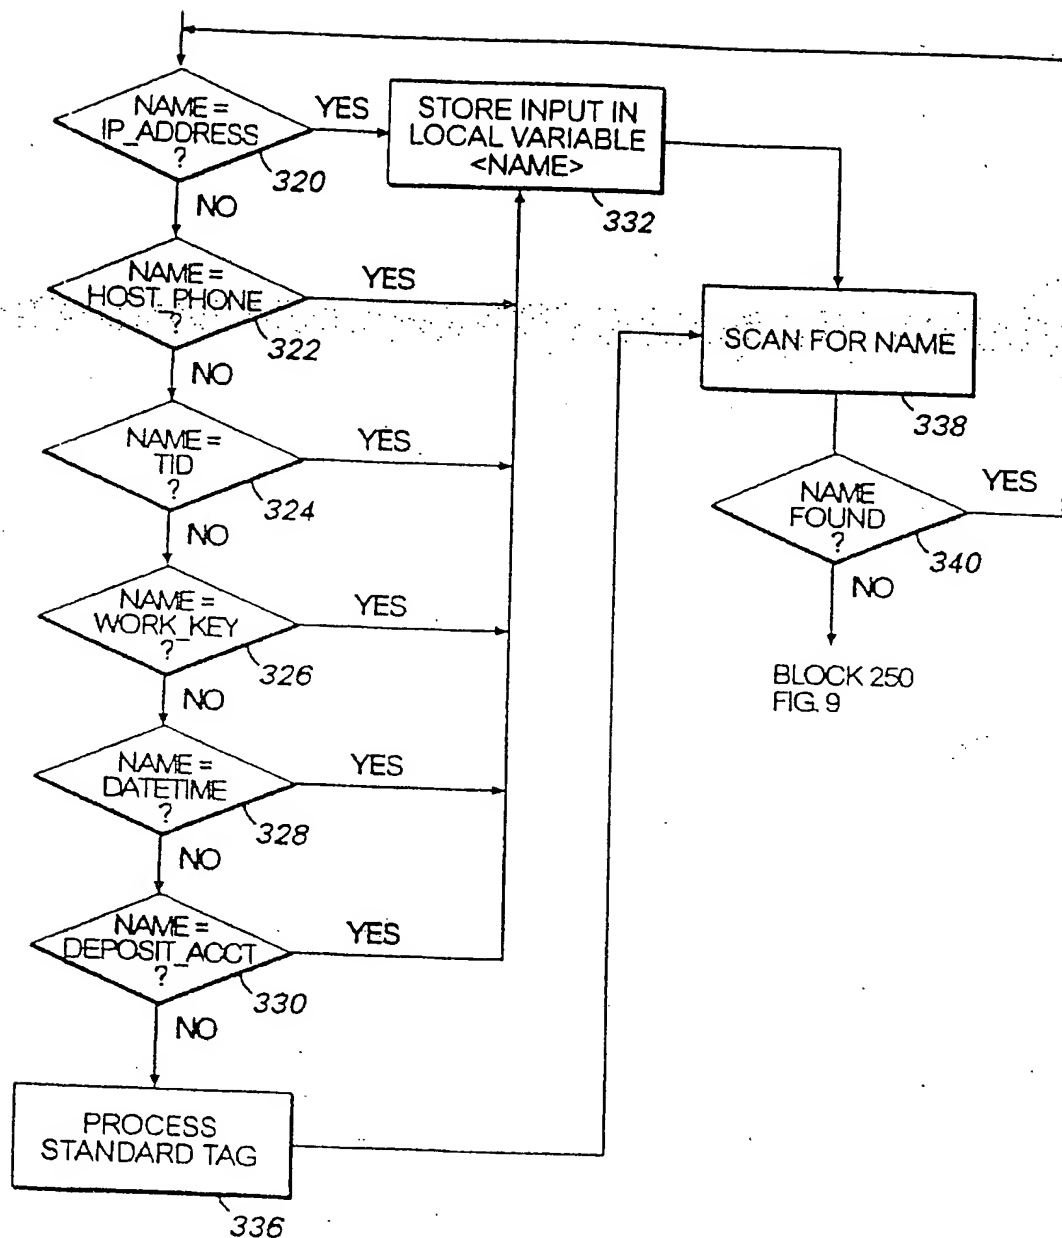 NAME =
IP_ADDRESS
?
320
YES
NO
STORE INPUT IN
LOCAL VARIABLE
<NAME>
332
NAME =
HOST_PHONE
?
322
YES
NO
NAME =
TID
?
324
YES
NO
NAME =
WORK_KEY
?
326
YES
NO
NAME =
DATETIME
?
328
YES
NO
NAME =
DEPOSIT_ACCT
?
330
YES
NO
PROCESS
STANDARD TAG
336
SCAN FOR NAME
338
NAME
FOUND
?
340
YES
NO
BLOCK 250
FIG. 9